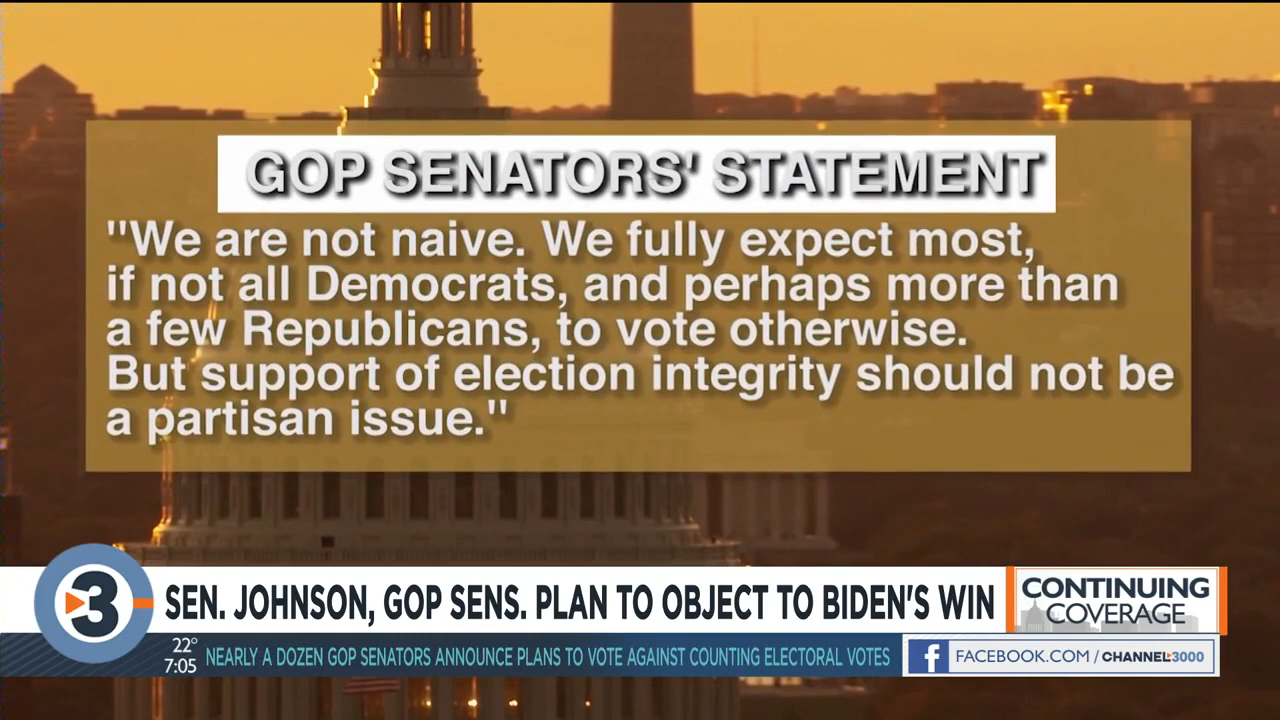 GOP SENATORS' STATEMENT
"We are not naive. We fully expect most,
if not all Democrats, and perhaps more than
a few Republicans, to vote otherwise.
But support of election integrity should not be
a partisan issue."
3
SEN. JOHNSON, GOP SENS. PLAN TO OBJECT TO BIDEN'S WIN
CONTINUING
COVERAGE
22°
7:05
NEARLY A DOZEN GOP SENATORS ANNOUNCE PLANS TO VOTE AGAINST COUNTING ELECTORAL VOTES
f FACEBOOK.COM / CHANNEL3000